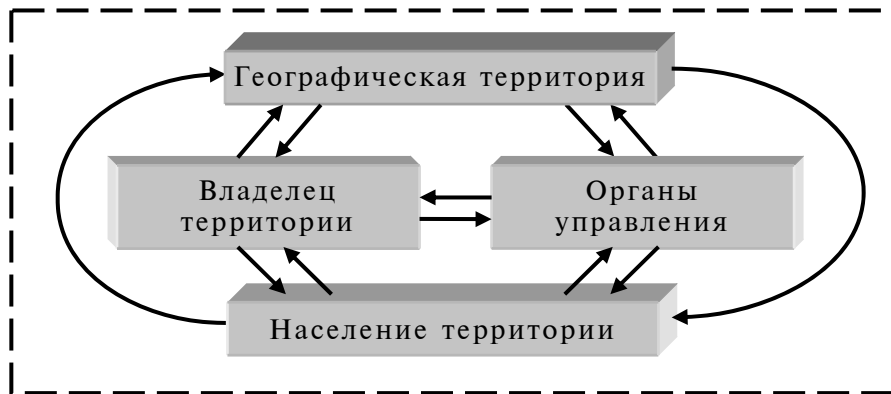 Географическая территория
Владелец
территории
Органы
управления
Население территории